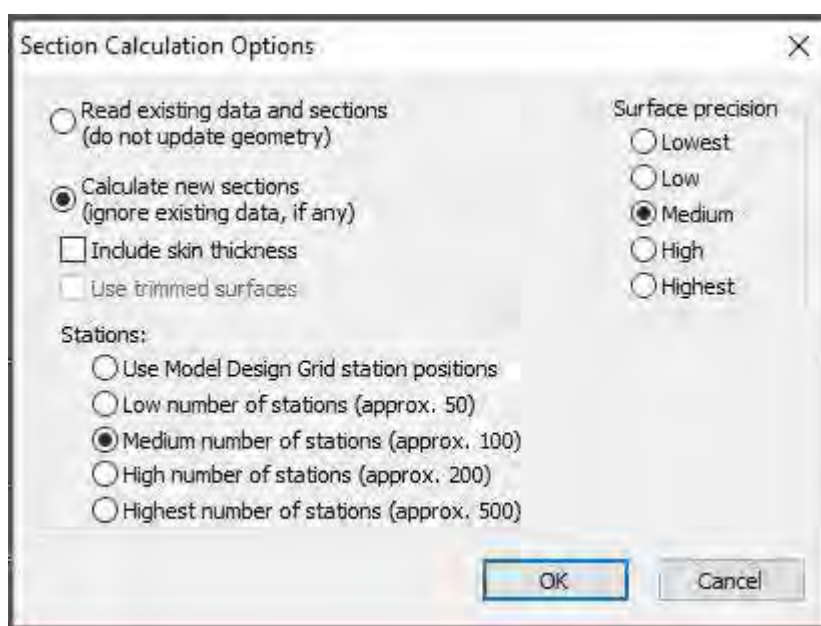 Section Calculation Options
Read existing data and sections
(do not update geometry)
Calculate new sections
(ignore existing data, if any)
Include skin thickness
Use trimmed surfaces
Stations:
Use Model Design Grid station positions
Low number of stations (approx. 50)
Medium number of stations (approx. 100)
High number of stations (approx. 200)
Highest number of stations (approx. 500)
Surface precision
Lowest
Low
Medium
High
Highest
OK
Cancel